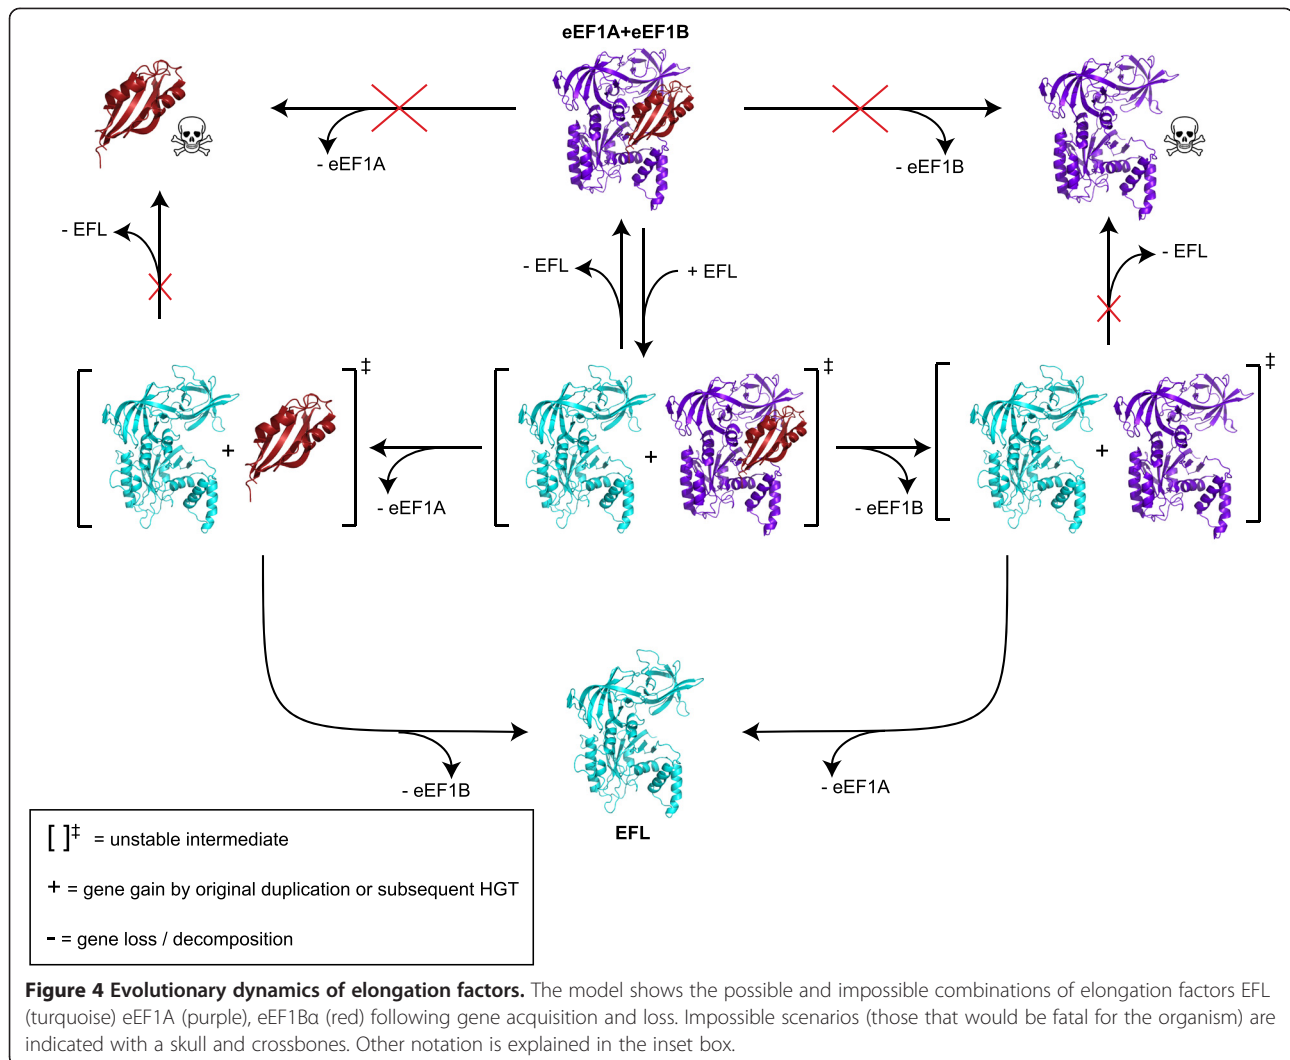 eEF1A+eEF1B
- eEF1A
- eEF1B
- EFL
- EFL
+ EFL
- EFL
[ + ]‡
[ + ]‡
[ + ]‡
- eEF1A
- eEF1B
- eEF1B
- eEF1A
EFL
[ ]‡ = unstable intermediate
+ = gene gain by original duplication or subsequent HGT
- = gene loss / decomposition
Figure 4 Evolutionary dynamics of elongation factors. The model shows the possible and impossible combinations of elongation factors EFL
(turquoise) eEF1A (purple), eEF1Bα (red) following gene acquisition and loss. Impossible scenarios (those that would be fatal for the organism) are
indicated with a skull and crossbones. Other notation is explained in the inset box.